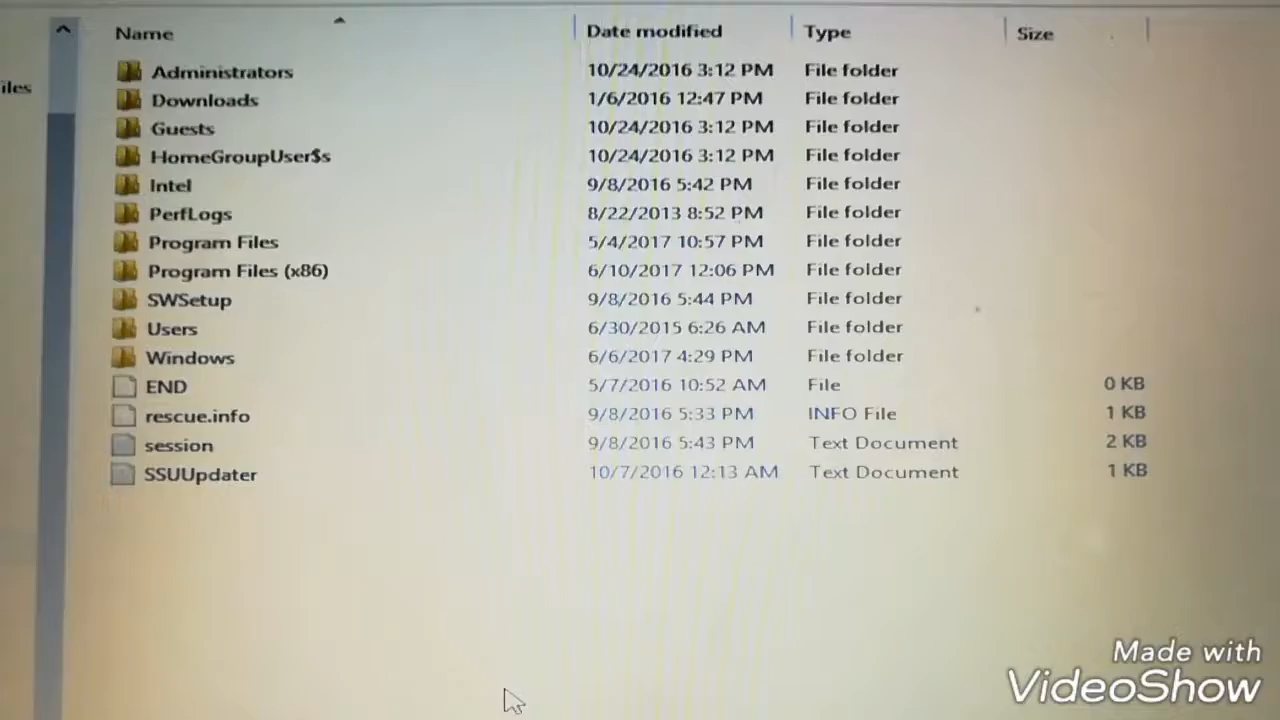 Name Date modified Type Size
iles
Administrators 10/24/2016 3:12 PM File folder
Downloads 1/6/2016 12:47 PM File folder
Guests 10/24/2016 3:12 PM File folder
HomeGroupUser$s 10/24/2016 3:12 PM File folder
Intel 9/8/2016 5:42 PM File folder
PerfLogs 8/22/2013 8:52 PM File folder
Program Files 5/4/2017 10:57 PM File folder
Program Files (x86) 6/10/2017 12:06 PM File folder
SWSetup 9/8/2016 5:44 PM File folder
Users 6/30/2015 6:26 AM File folder
Windows 6/6/2017 4:29 PM File folder
END 5/7/2016 10:52 AM File 0 KB
rescue.info 9/8/2016 5:33 PM INFO File 1 KB
session 9/8/2016 5:43 PM Text Document 2 KB
SSUUpdater 10/7/2016 12:13 AM Text Document 1 KB
Made with
VideoShow